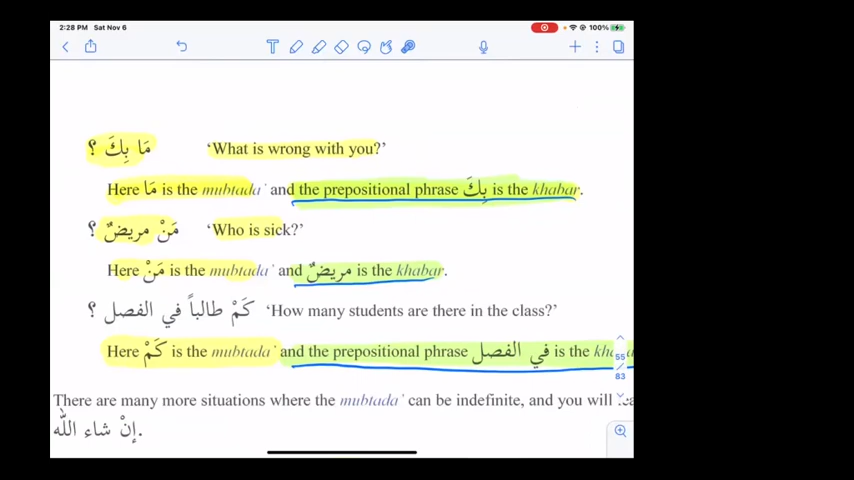 2:28 PM Sat Nov 6
100%
مَا بِكَ ؟ ‘What is wrong with you?’
Here مَا is the mubtada’ and the prepositional phrase بِكَ is the khabar.
مَنْ مريضٌ ؟ ‘Who is sick?’
Here مَنْ is the mubtada’ and مريضٌ is the khabar.
كَمْ طالباً في الفصل ؟ ‘How many students are there in the class?’
Here كَمْ is the mubtada’ and the prepositional phrase في الفصل is the
55
83
There are many more situations where the mubtada’ can be indefinite, and you will
إنْ شاء اللّه.